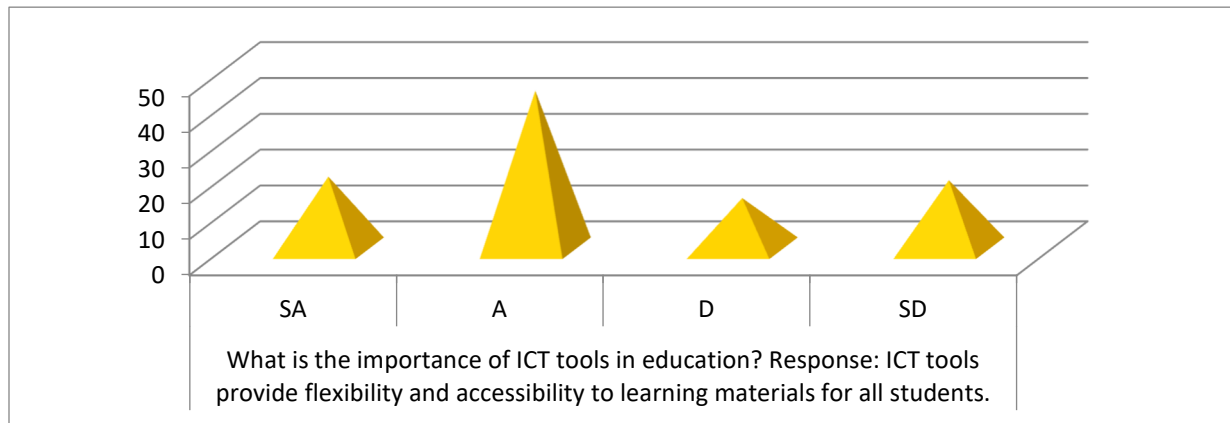 50
40
30
20
10
0
SA A D SD
What is the importance of ICT tools in education? Response: ICT tools
provide flexibility and accessibility to learning materials for all students.